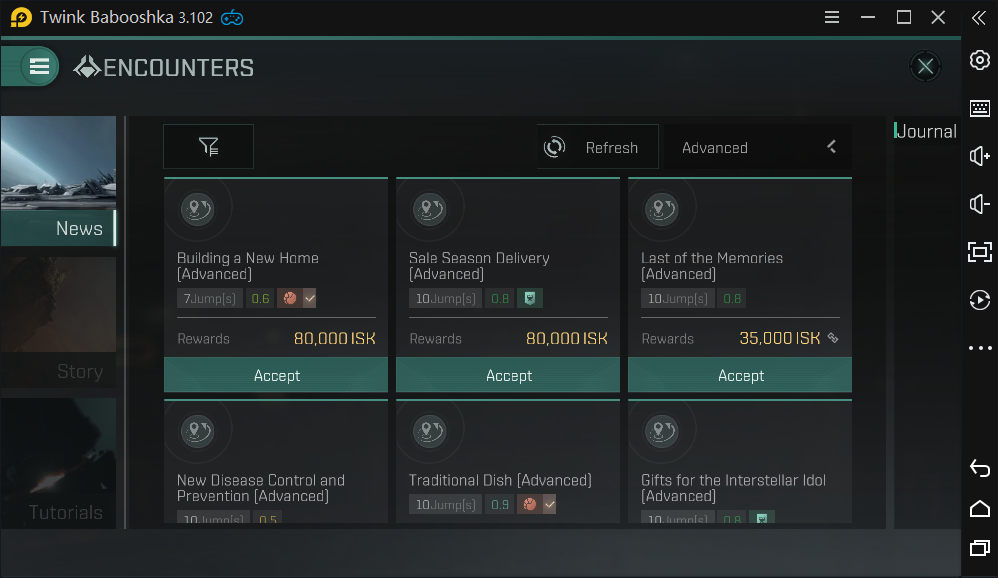 Twink Babooshka 3.102
ENCOUNTERS
Journal
Refresh
Advanced
News
Story
Tutorials
Building a New Home
[Advanced]
7Jump[s] 0.6
Rewards 80,000 ISK
Accept
Sale Season Delivery
[Advanced]
10Jump[s] 0.8
Rewards 80,000 ISK
Accept
Last of the Memories
[Advanced]
10Jump[s] 0.8
Rewards 35,000 ISK
Accept
New Disease Control and
Prevention [Advanced]
10Jump[s] 0.5
Traditional Dish [Advanced]
10Jump[s] 0.9
Gifts for the Interstellar Idol
[Advanced]
10Jump[s] 0.8